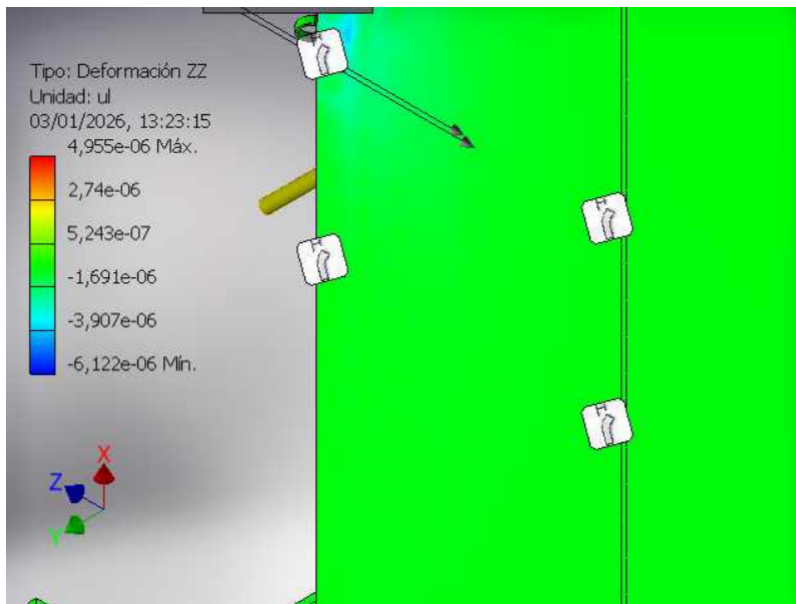 Tipo: Deformación ZZ
Unidad: ul
03/01/2026, 13:23:15
4,955e-06 Máx.
2,74e-06
5,243e-07
-1,691e-06
-3,907e-06
-6,122e-06 Mín.
X
Z
Y